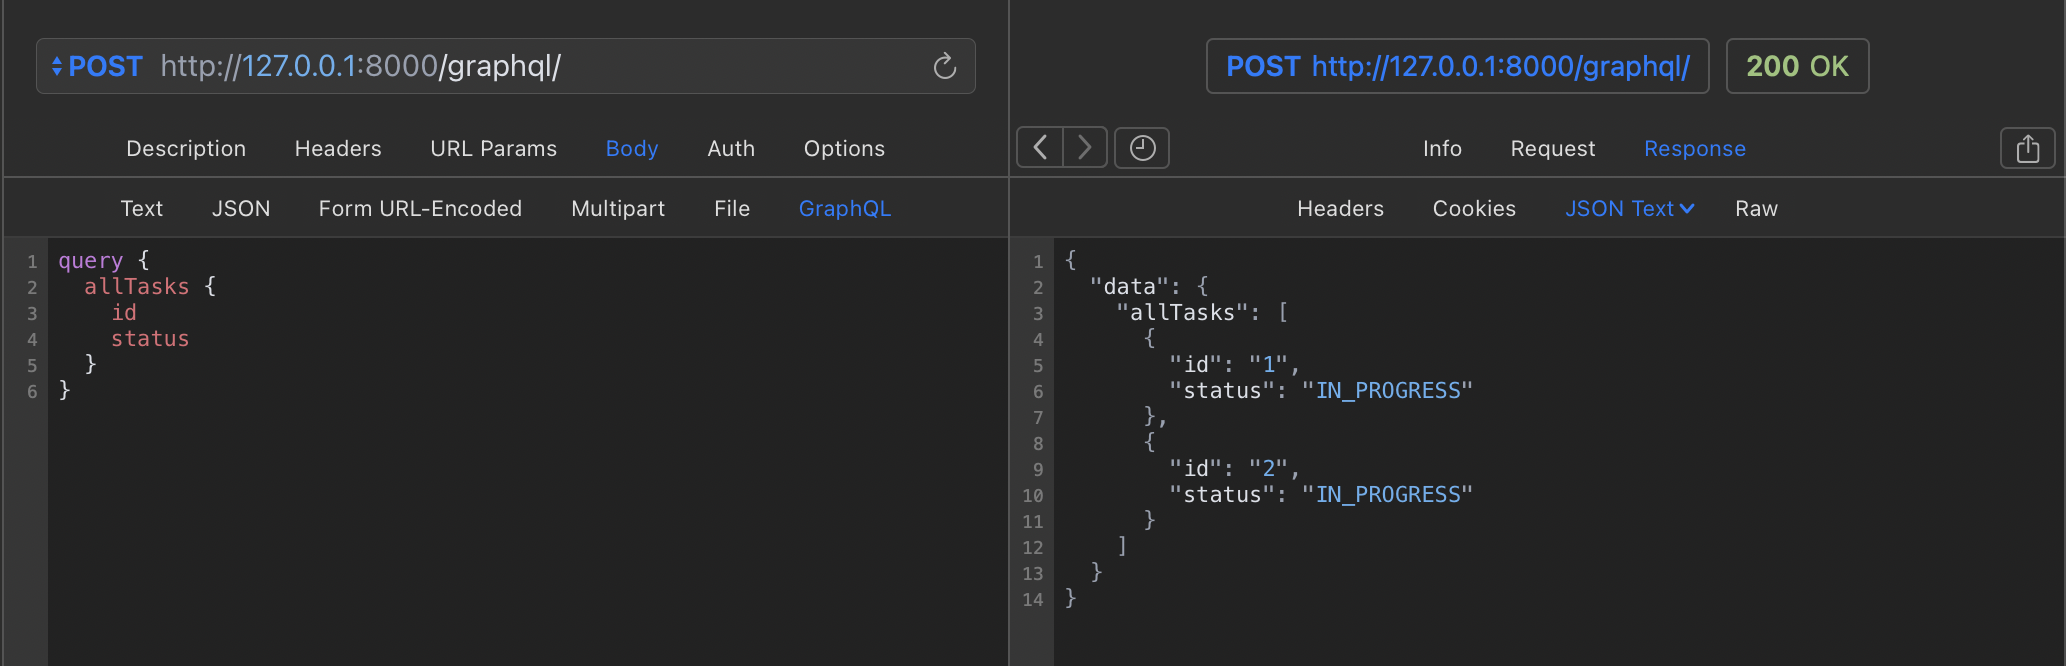 POST http://127.0.0.1:8000/graphql/
Description Headers URL Params Body Auth Options
Text JSON Form URL-Encoded Multipart File GraphQL
1 query {
2   allTasks {
3     id
4     status
5   }
6 }
POST http://127.0.0.1:8000/graphql/ 200 OK
Info Request Response
Headers Cookies JSON Text Raw
1 {
2   "data": {
3     "allTasks": [
4       {
5         "id": "1",
6         "status": "IN_PROGRESS"
7       },
8       {
9         "id": "2",
10         "status": "IN_PROGRESS"
11       }
12     ]
13   }
14 }